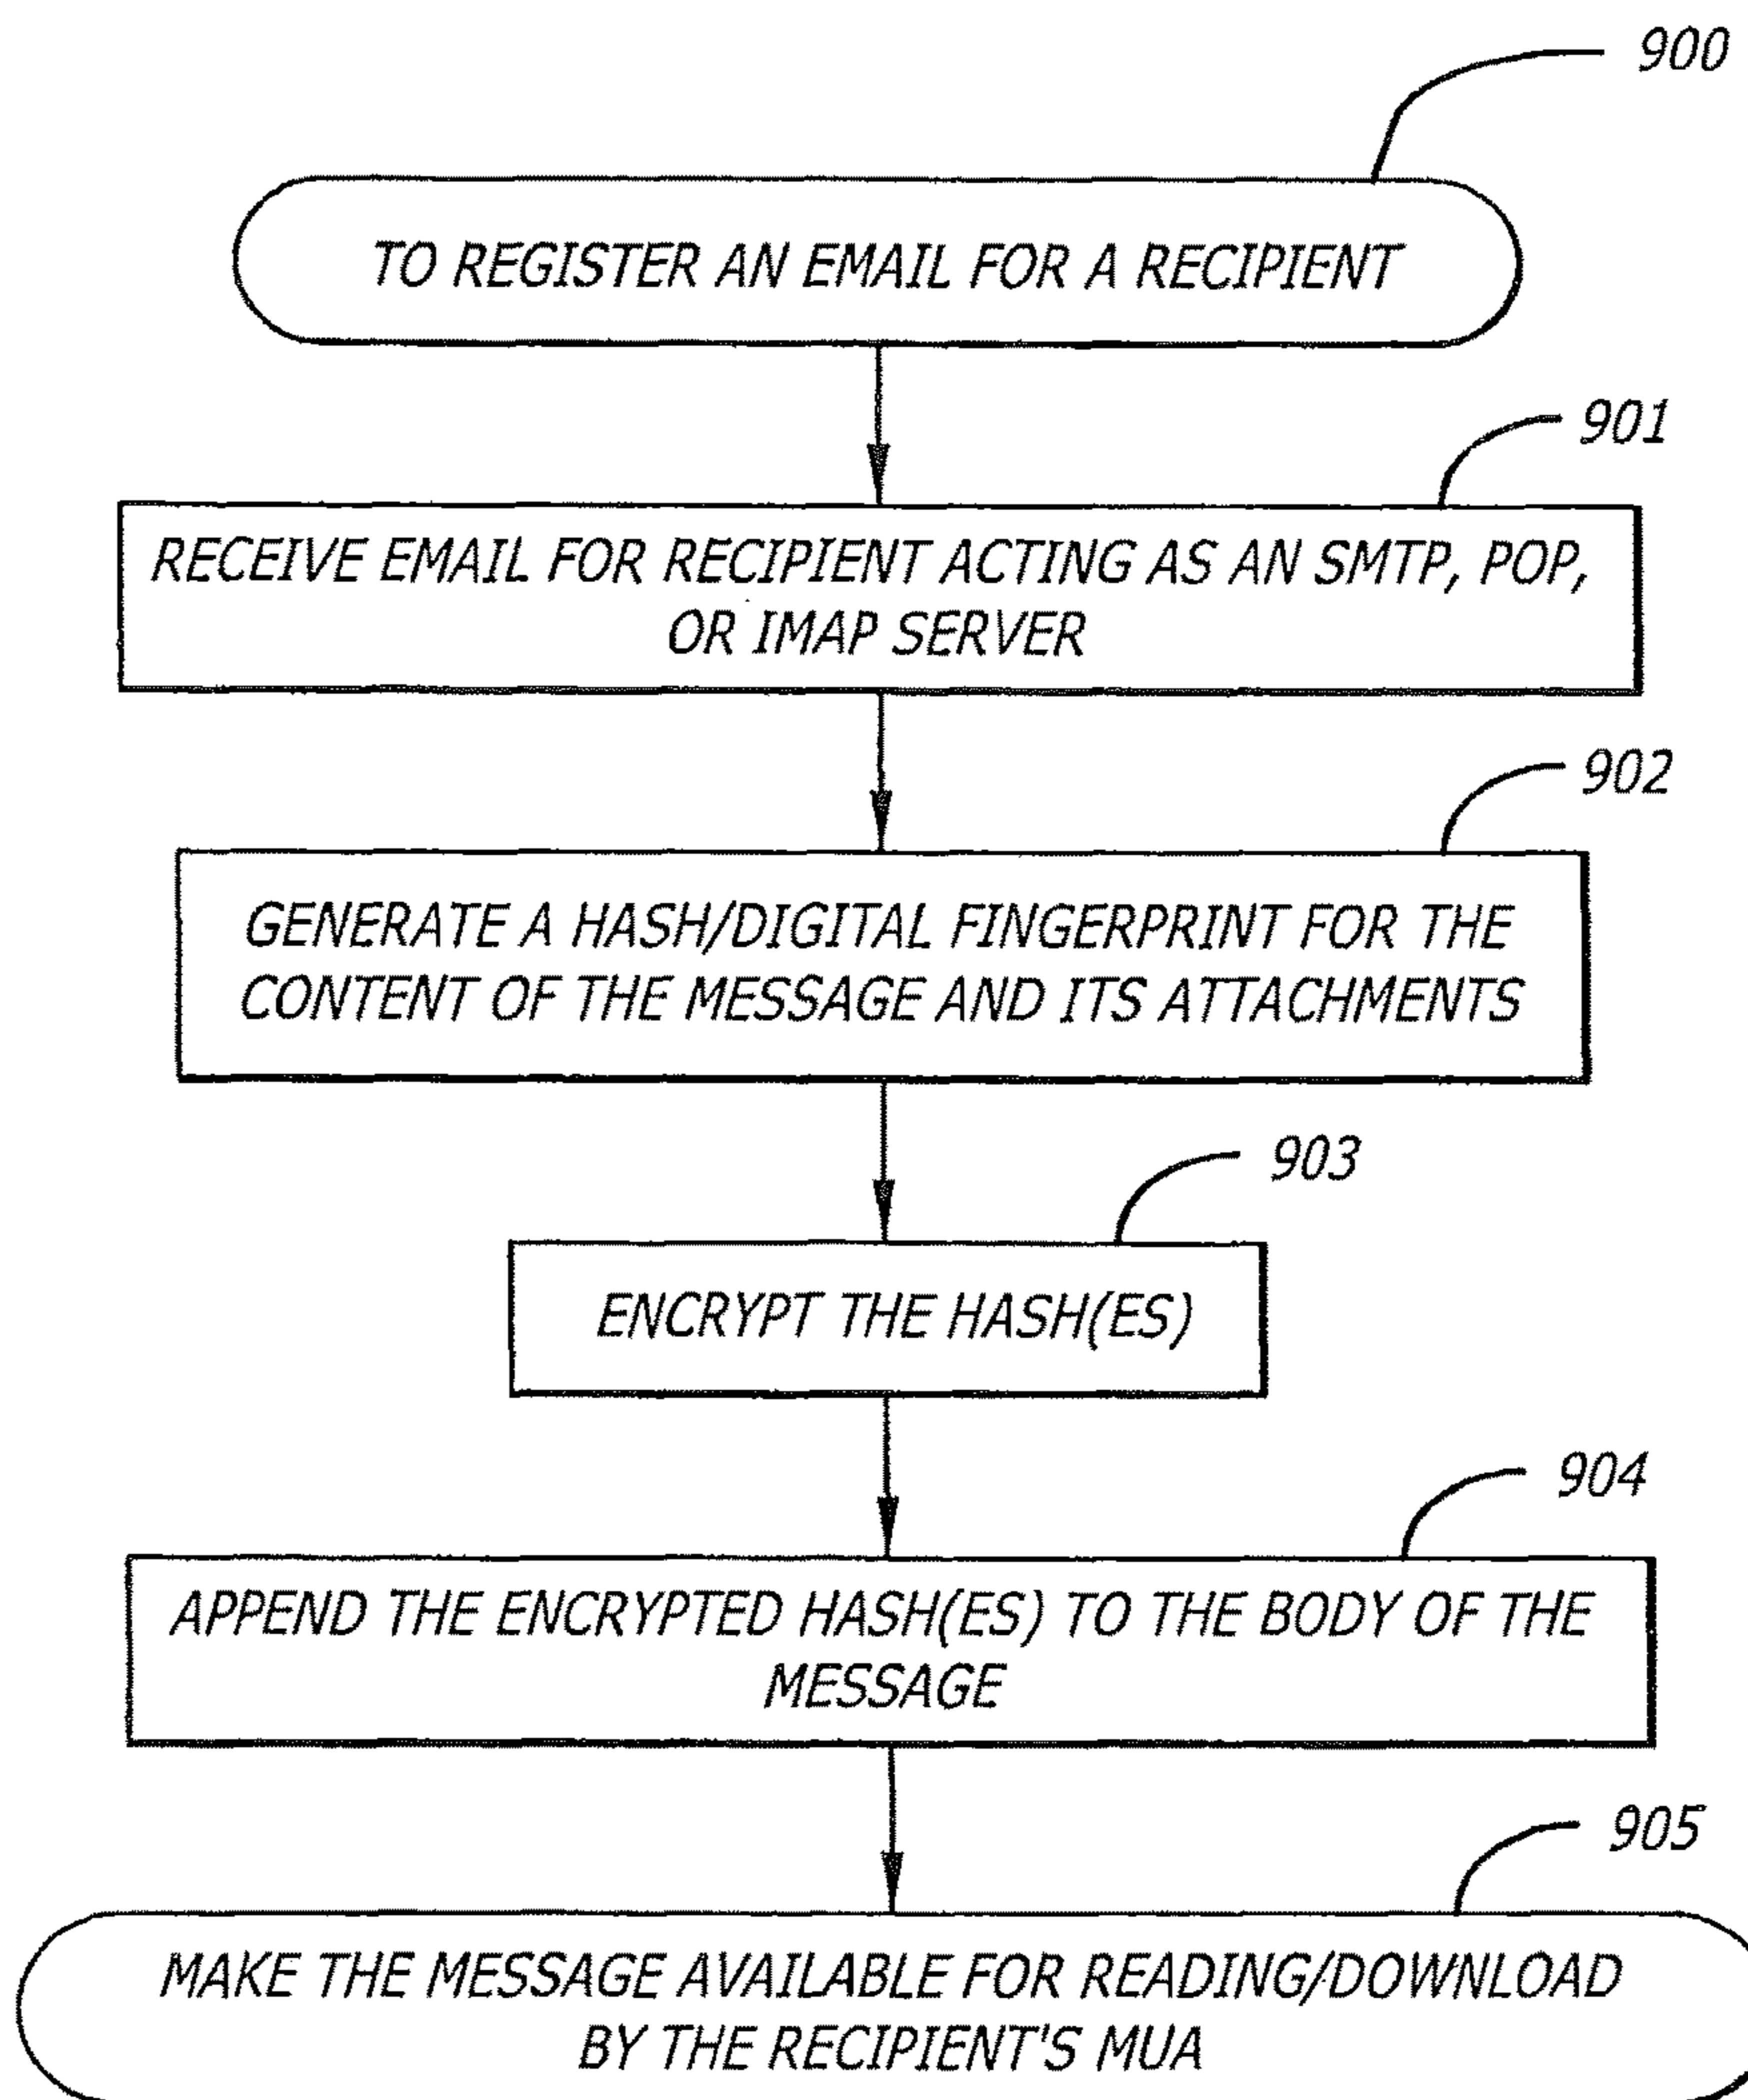 900
TO REGISTER AN EMAIL FOR A RECIPIENT
901
RECEIVE EMAIL FOR RECIPIENT ACTING AS AN SMTP, POP,
OR IMAP SERVER
902
GENERATE A HASH/DIGITAL FINGERPRINT FOR THE
CONTENT OF THE MESSAGE AND ITS ATTACHMENTS
903
ENCRYPT THE HASH(ES)
904
APPEND THE ENCRYPTED HASH(ES) TO THE BODY OF THE
MESSAGE
905
MAKE THE MESSAGE AVAILABLE FOR READING/DOWNLOAD
BY THE RECIPIENT'S MUA